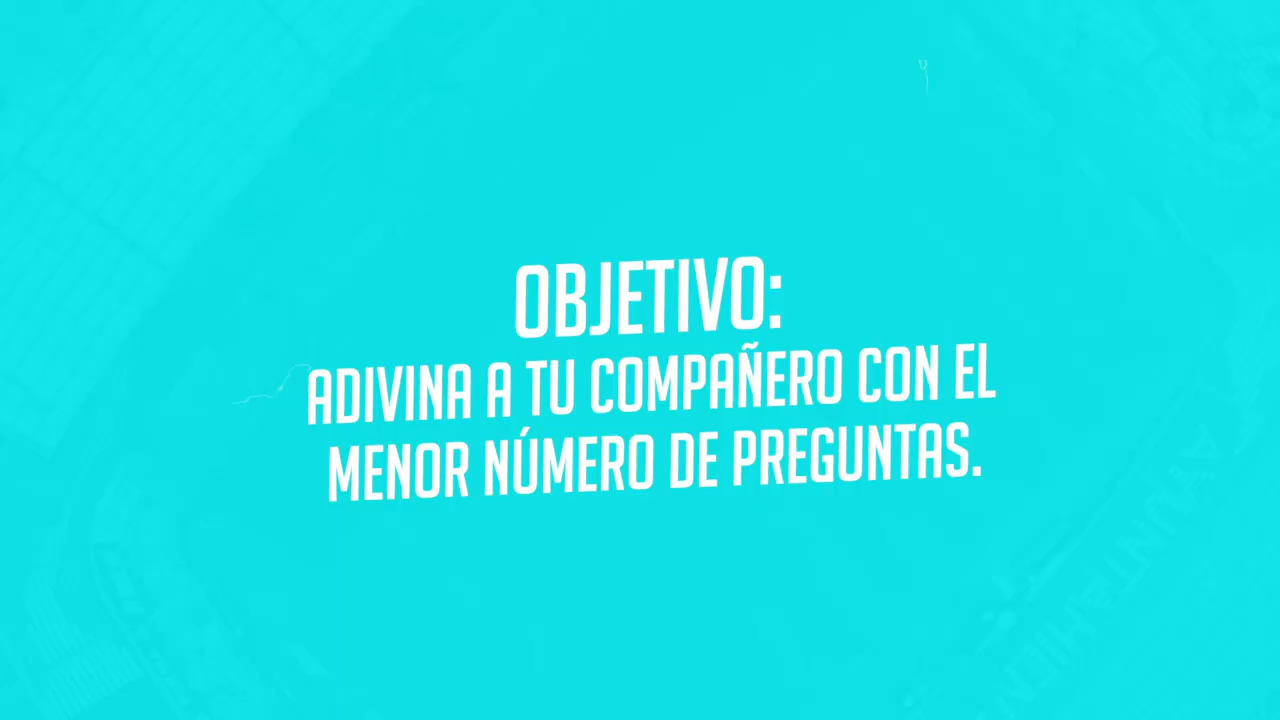 OBJETIVO:
ADIVINA A TU COMPAÑERO CON EL
MENOR NÚMERO DE PREGUNTAS.